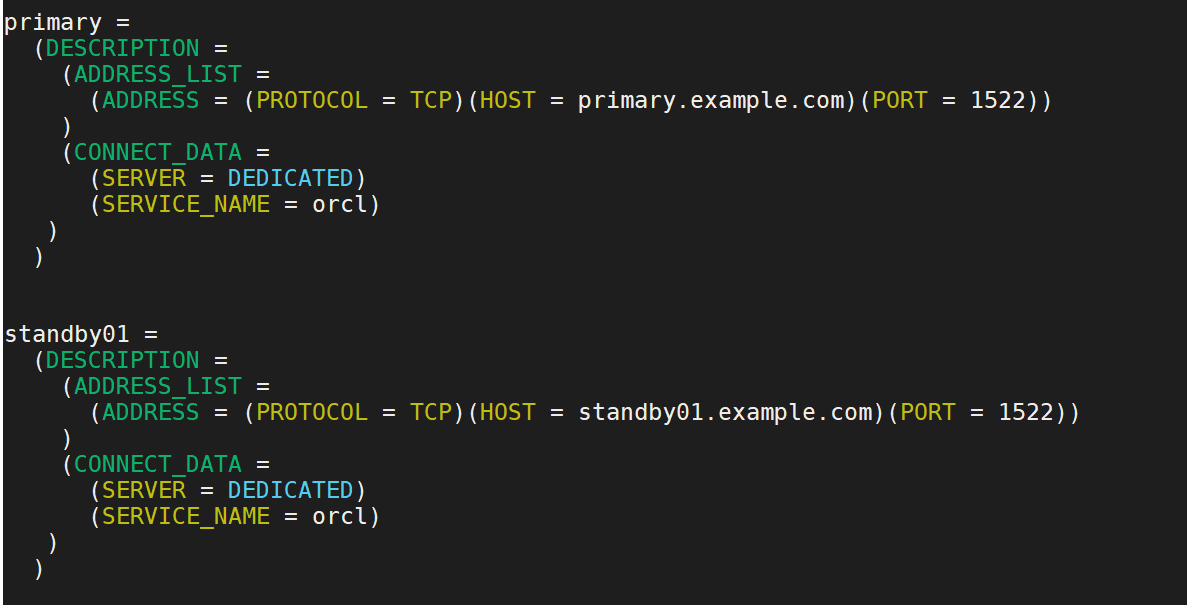 primary =
  (DESCRIPTION =
    (ADDRESS_LIST =
      (ADDRESS = (PROTOCOL = TCP)(HOST = primary.example.com)(PORT = 1522))
    )
    (CONNECT_DATA =
      (SERVER = DEDICATED)
      (SERVICE_NAME = orcl)
   )
  )
standby01 =
  (DESCRIPTION =
    (ADDRESS_LIST =
      (ADDRESS = (PROTOCOL = TCP)(HOST = standby01.example.com)(PORT = 1522))
    )
    (CONNECT_DATA =
      (SERVER = DEDICATED)
      (SERVICE_NAME = orcl)
   )
  )